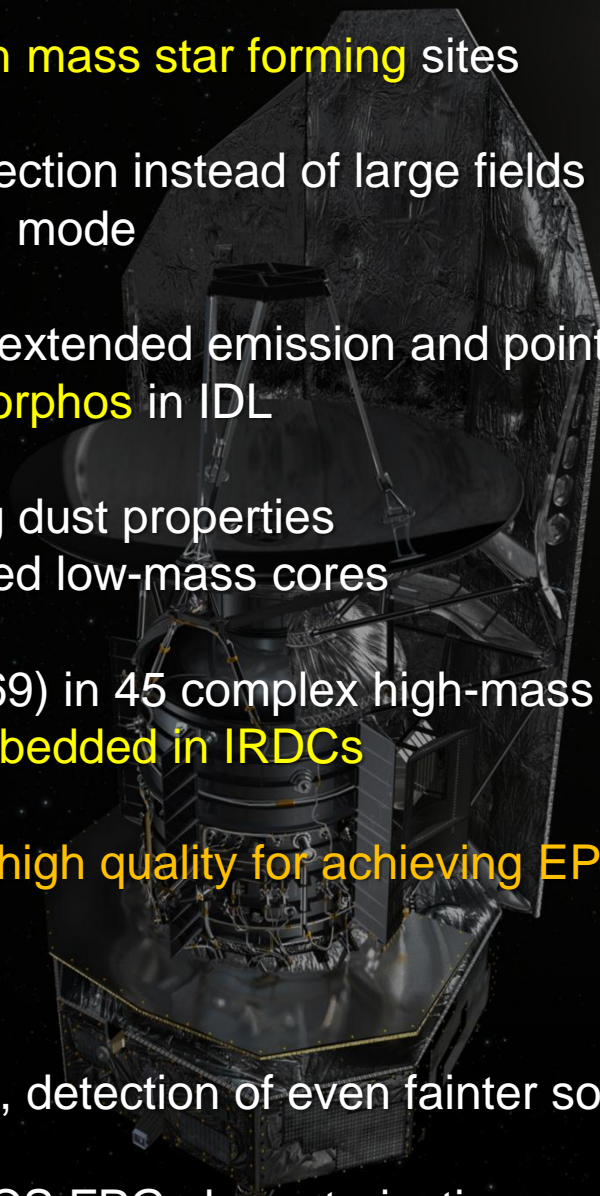 mass star forming sites
ection instead of large fields
mode
extended emission and point
orphos in IDL
g dust properties
ed low-mass cores
69) in 45 complex high-mass
bedded in IRDCs
high quality for achieving EP
, detection of even fainter so